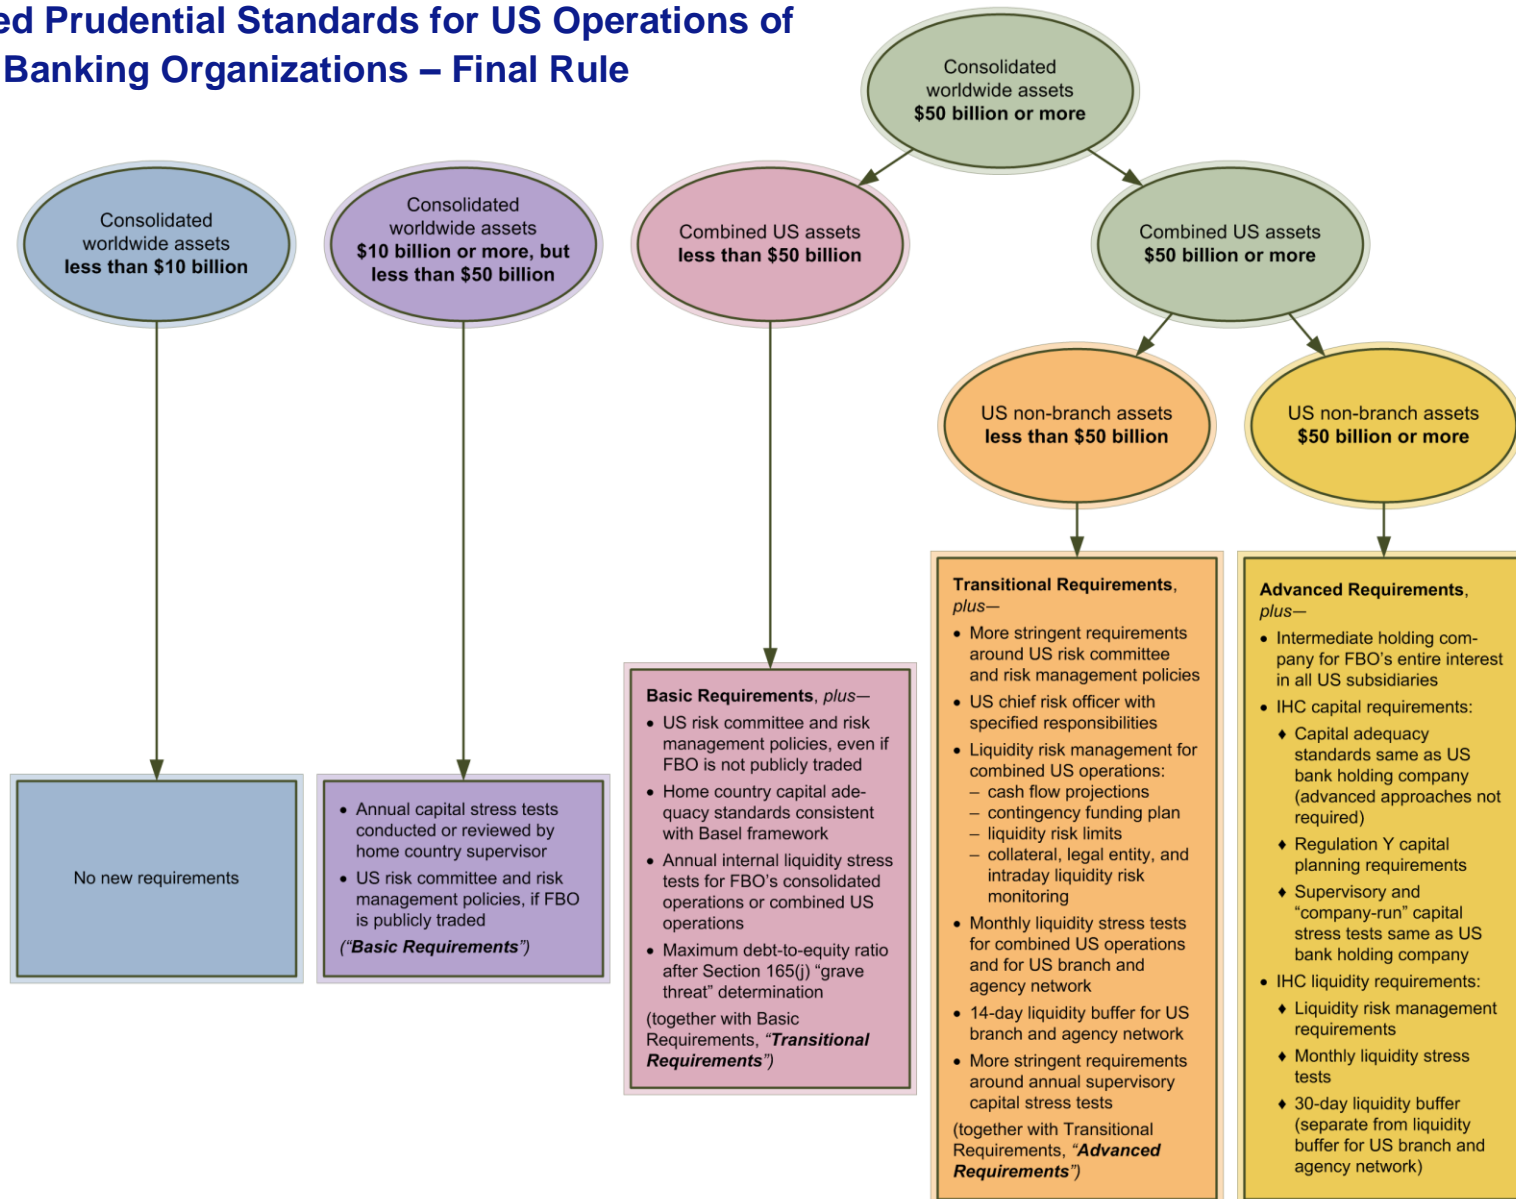 ed Prudential Standards for US Operations of
Banking Organizations – Final Rule
Consolidated
worldwide assets
$50 billion or more
Consolidated
worldwide assets
less than $10 billion
Consolidated
worldwide assets
$10 billion or more, but
less than $50 billion
Combined US assets
less than $50 billion
Combined US assets
$50 billion or more
US non-branch assets
less than $50 billion
US non-branch assets
$50 billion or more
No new requirements
• Annual capital stress tests
conducted or reviewed by
home country supervisor
• US risk committee and risk
management policies, if FBO
is publicly traded
(“Basic Requirements”)
Basic Requirements, plus—
• US risk committee and risk
management policies, even if
FBO is not publicly traded
• Home country capital ade-
quacy standards consistent
with Basel framework
• Annual internal liquidity stress
tests for FBO’s consolidated
operations or combined US
operations
• Maximum debt-to-equity ratio
after Section 165(j) “grave
threat” determination
(together with Basic
Requirements, “Transitional
Requirements”)
Transitional Requirements,
plus—
• More stringent requirements
around US risk committee
and risk management policies
• US chief risk officer with
specified responsibilities
• Liquidity risk management for
combined US operations:
– cash flow projections
– contingency funding plan
– liquidity risk limits
– collateral, legal entity, and
intraday liquidity risk
monitoring
• Monthly liquidity stress tests
for combined US operations
and for US branch and
agency network
• 14-day liquidity buffer for US
branch and agency network
• More stringent requirements
around annual supervisory
capital stress tests
(together with Transitional
Requirements, “Advanced
Requirements”)
Advanced Requirements,
plus—
• Intermediate holding com-
pany for FBO’s entire interest
in all US subsidiaries
• IHC capital requirements:
♦ Capital adequacy
standards same as US
bank holding company
(advanced approaches not
required)
♦ Regulation Y capital
planning requirements
♦ Supervisory and
“company-run” capital
stress tests same as US
bank holding company
• IHC liquidity requirements:
♦ Liquidity risk management
requirements
♦ Monthly liquidity stress
tests
♦ 30-day liquidity buffer
(separate from liquidity
buffer for US branch and
agency network)